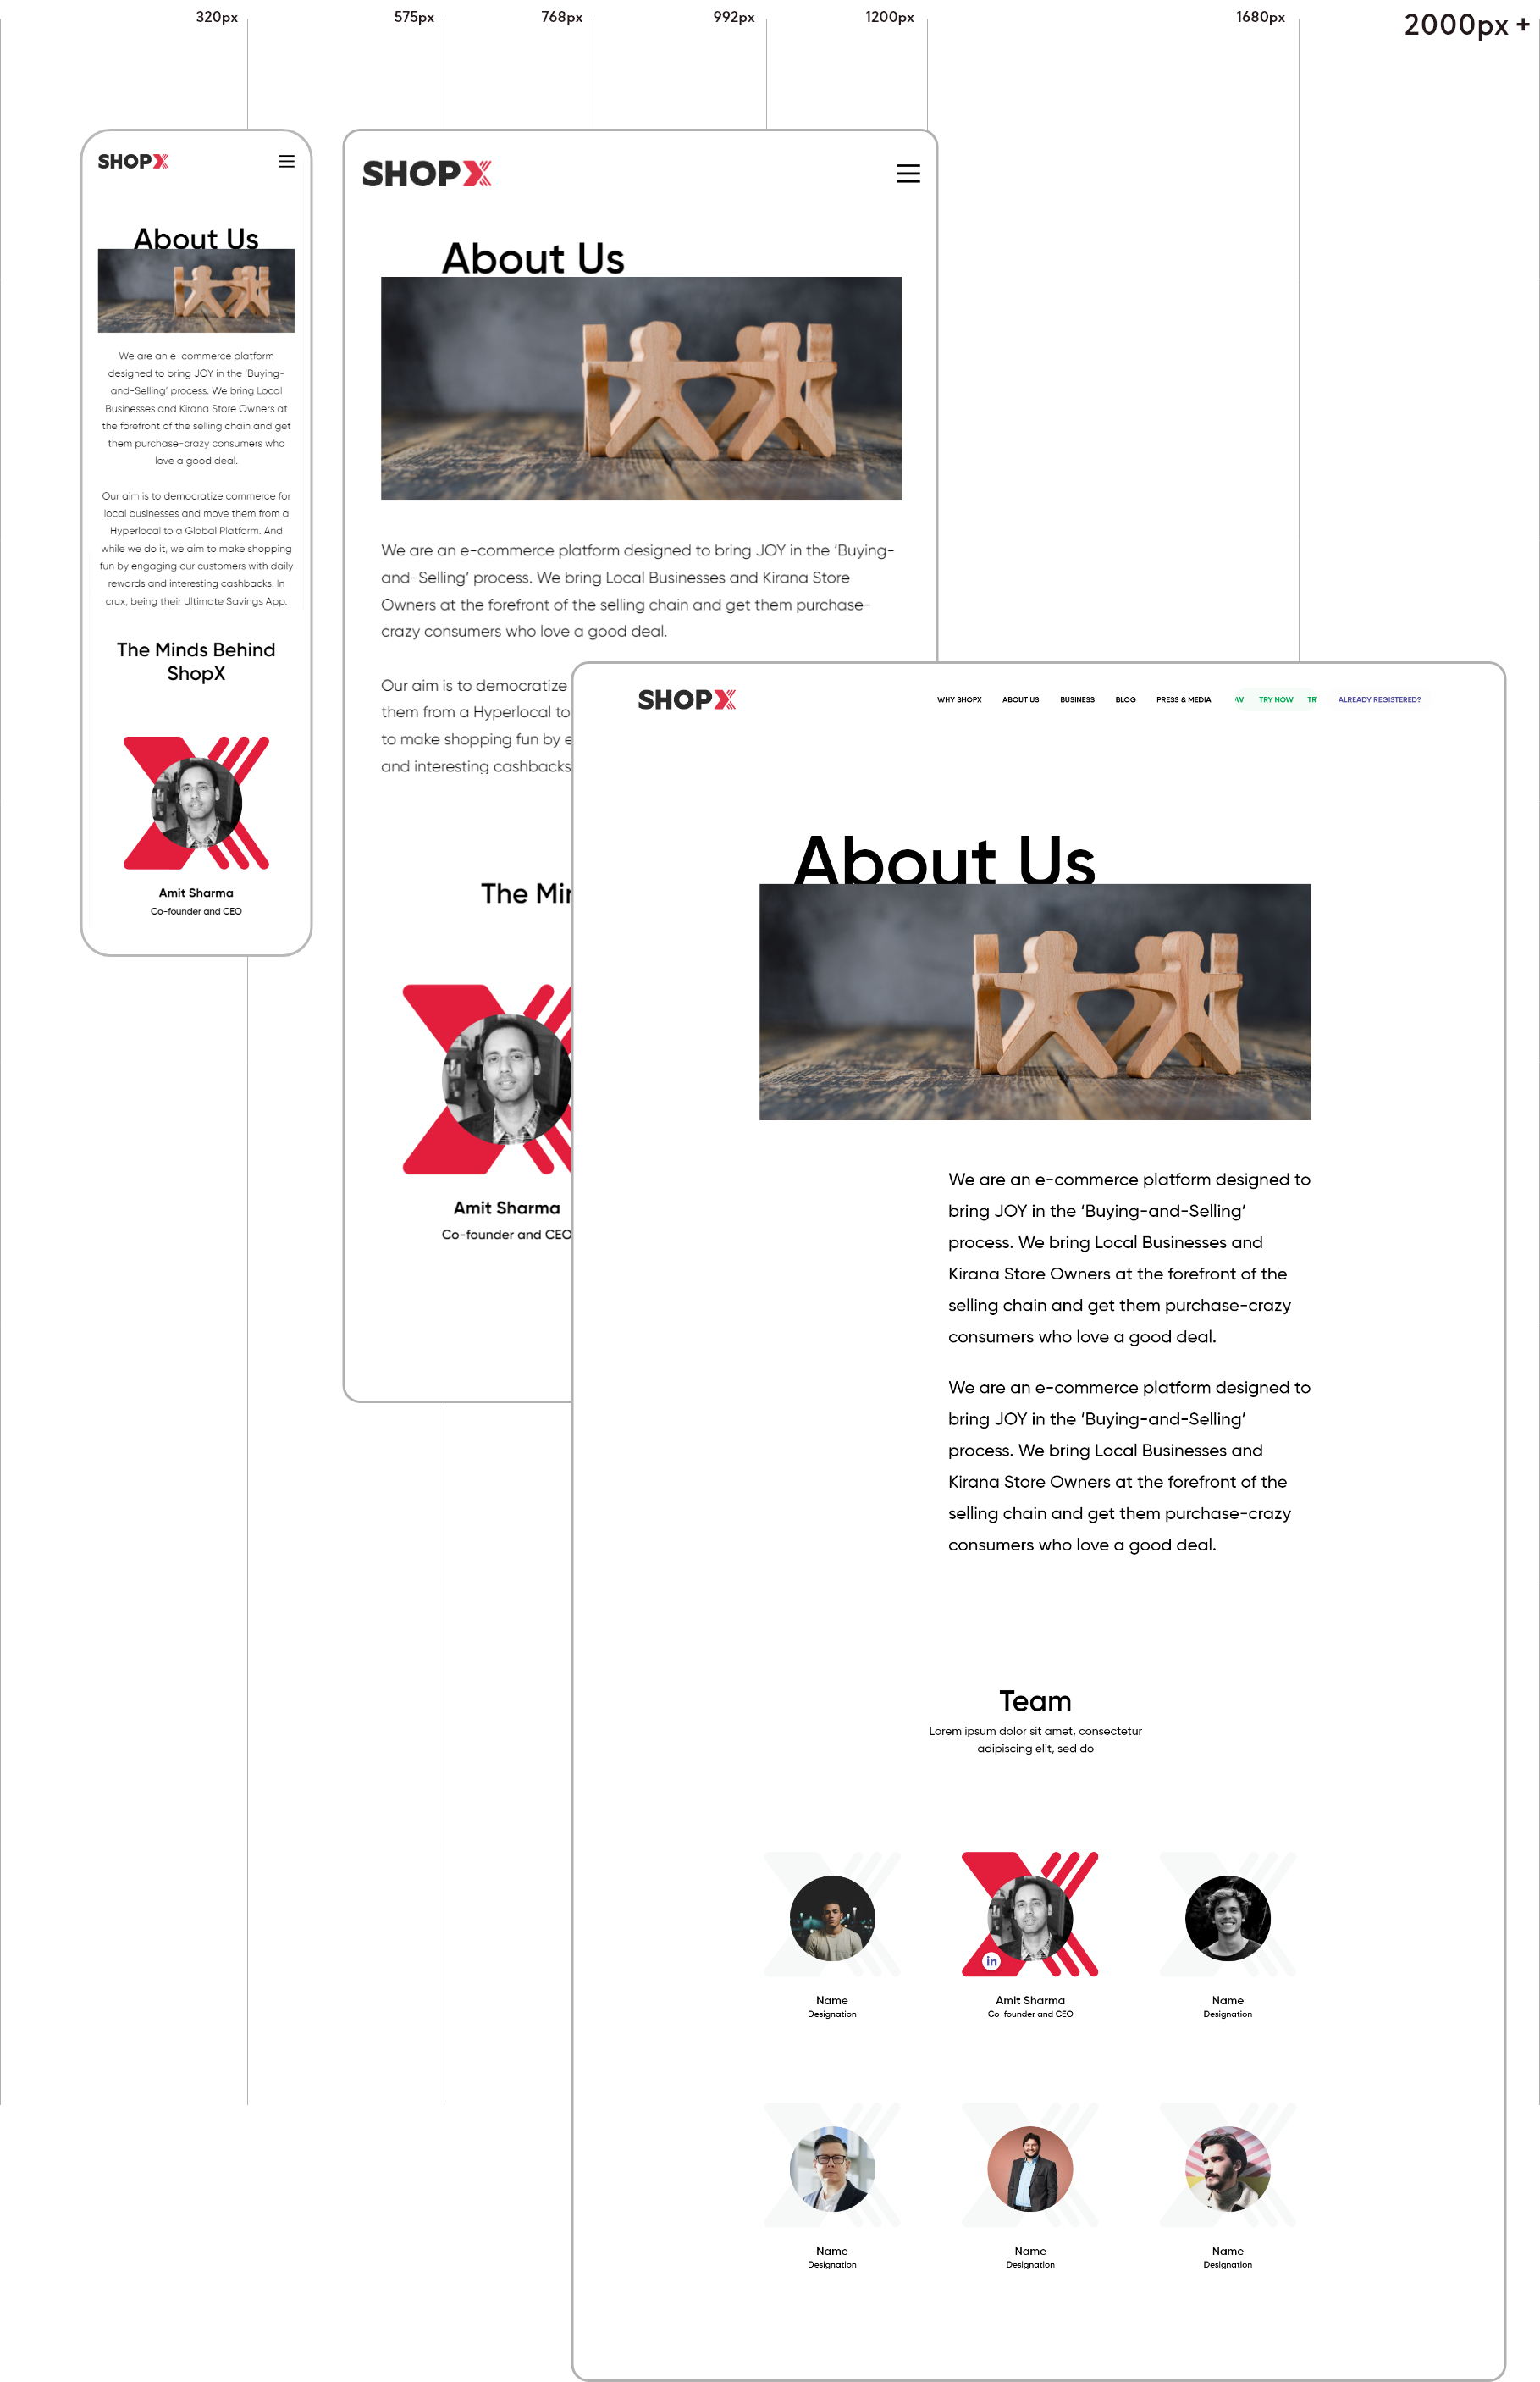 320px
575px
768px
992px
1200px
1680px
2000px +
SHOPX
About Us
We are an e-commerce platform
designed to bring JOY in the ‘Buying-
and-Selling’ process. We bring Local
Businesses and Kirana Store Owners at
the forefront of the selling chain and get
them purchase-crazy consumers who
love a good deal.
Our aim is to democratize commerce for
local businesses and move them from a
Hyperlocal to a Global Platform. And
while we do it, we aim to make shopping
fun by engaging our customers with daily
rewards and interesting cashbacks. In
crux, being their Ultimate Savings App.
The Minds Behind
ShopX
Amit Sharma
Co-founder and CEO
SHOPX
About Us
We are an e-commerce platform designed to bring JOY in the ‘Buying-
and-Selling’ process. We bring Local Businesses and Kirana Store
Owners at the forefront of the selling chain and get them purchase-
crazy consumers who love a good deal.
Our aim is to democratize
them from a Hyperlocal to
to make shopping fun by e
and interesting cashbacks
The Min
Amit Sharma
Co-founder and CEO
SHOPX
WHY SHOPX ABOUT US BUSINESS BLOG PRESS & MEDIA OW TRY NOW TR ALREADY REGISTERED?
About Us
We are an e-commerce platform designed to
bring JOY in the ‘Buying-and-Selling’
process. We bring Local Businesses and
Kirana Store Owners at the forefront of the
selling chain and get them purchase-crazy
consumers who love a good deal.
We are an e-commerce platform designed to
bring JOY in the ‘Buying-and-Selling’
process. We bring Local Businesses and
Kirana Store Owners at the forefront of the
selling chain and get them purchase-crazy
consumers who love a good deal.
Team
Lorem ipsum dolor sit amet, consectetur
adipiscing elit, sed do
in
Name Amit Sharma Name
Designation Co-founder and CEO Designation
Name Name Name
Designation Designation Designation